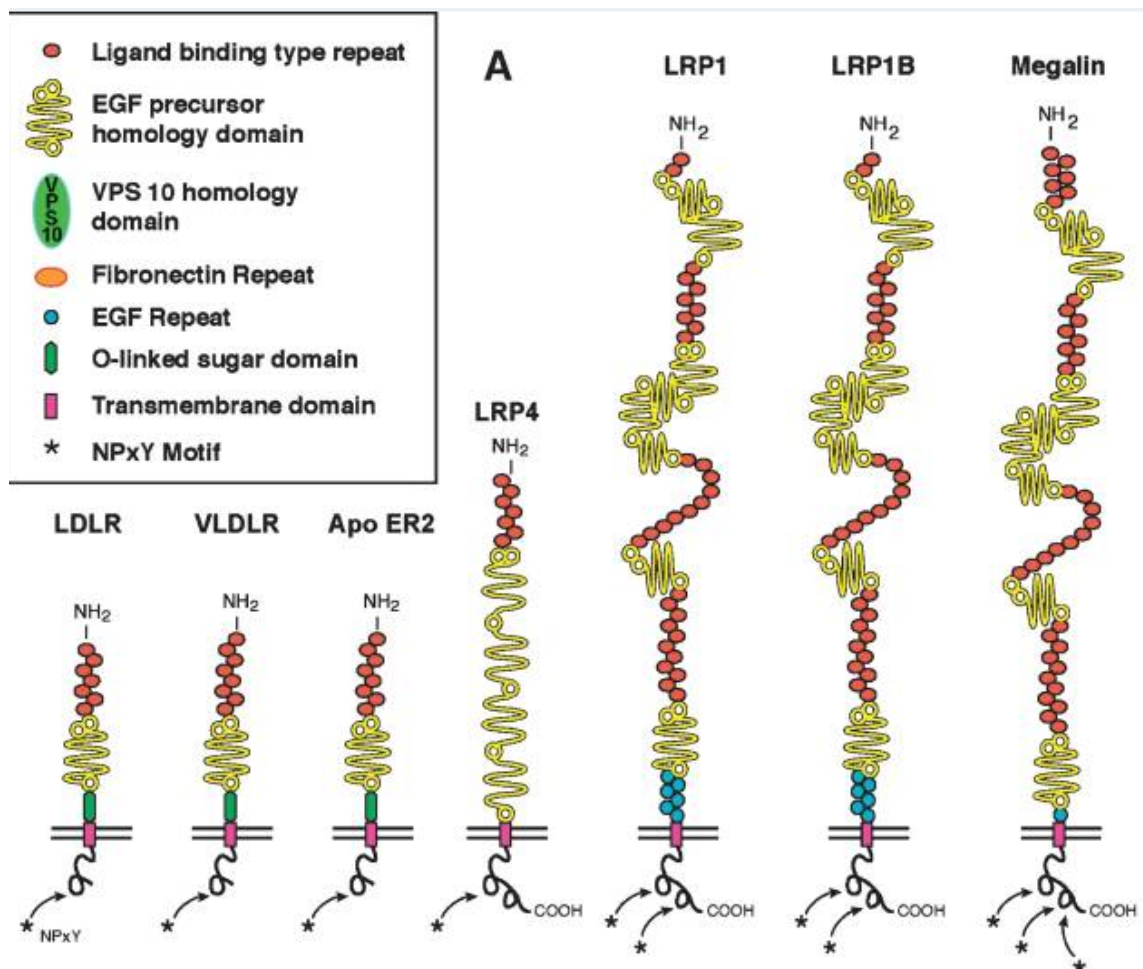 Ligand binding type repeat
EGF precursor
homology domain
VPS10
VPS 10 homology
domain
Fibronectin Repeat
EGF Repeat
O-linked sugar domain
Transmembrane domain
* NPxY Motif
A
LRP1
LRP1B
Megalin
NH2
NH2
NH2
LRP4
NH2
LDLR
VLDLR
Apo ER2
NH2
NH2
NH2
COOH
COOH
COOH
COOH
* NPxY
*
*
*
*
*
*
*
*
*
*